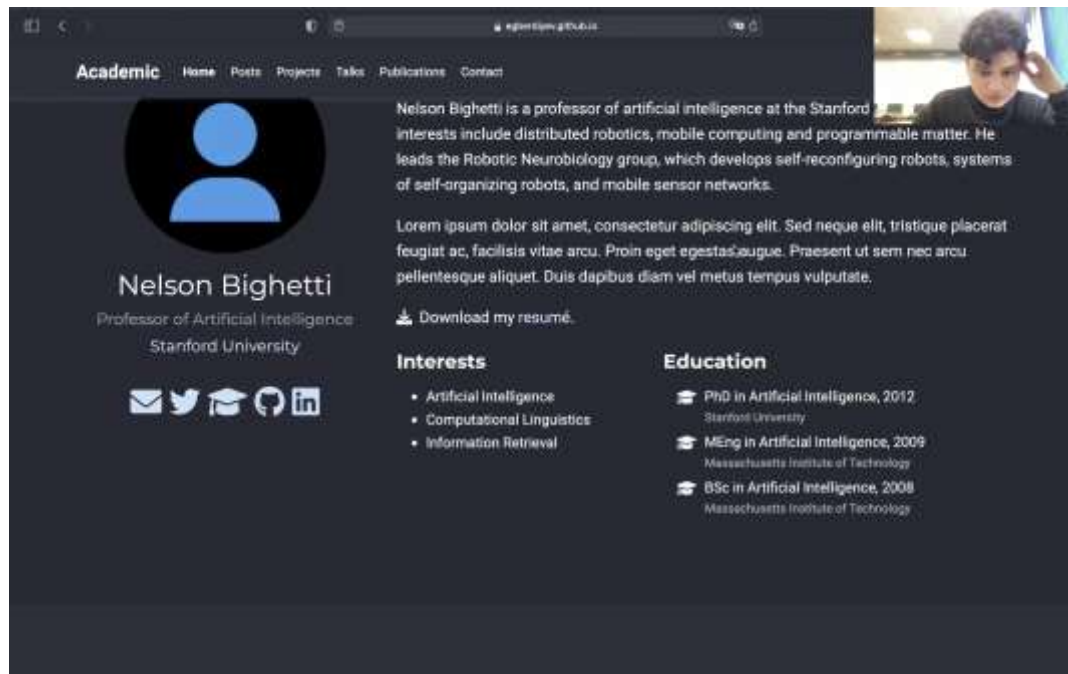 Academic Home Posts Projects Talks Publications Contact
Nelson Bighetti is a professor of artificial intelligence at the Stanford
interests include distributed robotics, mobile computing and programmable matter. He
leads the Robotic Neurobiology group, which develops self-reconfiguring robots, systems
of self-organizing robots, and mobile sensor networks.
Lorem ipsum dolor sit amet, consectetur adipiscing elit. Sed neque elit, tristique placerat
feugiat ac, facilisis vitae arcu. Proin eget egestas augue. Praesent ut sem nec arcu
pellentesque aliquet. Duis dapibus diam vel metus tempus vulputate.
Download my resumé.
Nelson Bighetti
Professor of Artificial Intelligence
Stanford University
Interests
Artificial Intelligence
Computational Linguistics
Information Retrieval
Education
PhD in Artificial Intelligence, 2012
Stanford University
MEng in Artificial Intelligence, 2009
Massachusetts Institute of Technology
BSc in Artificial Intelligence, 2008
Massachusetts Institute of Technology